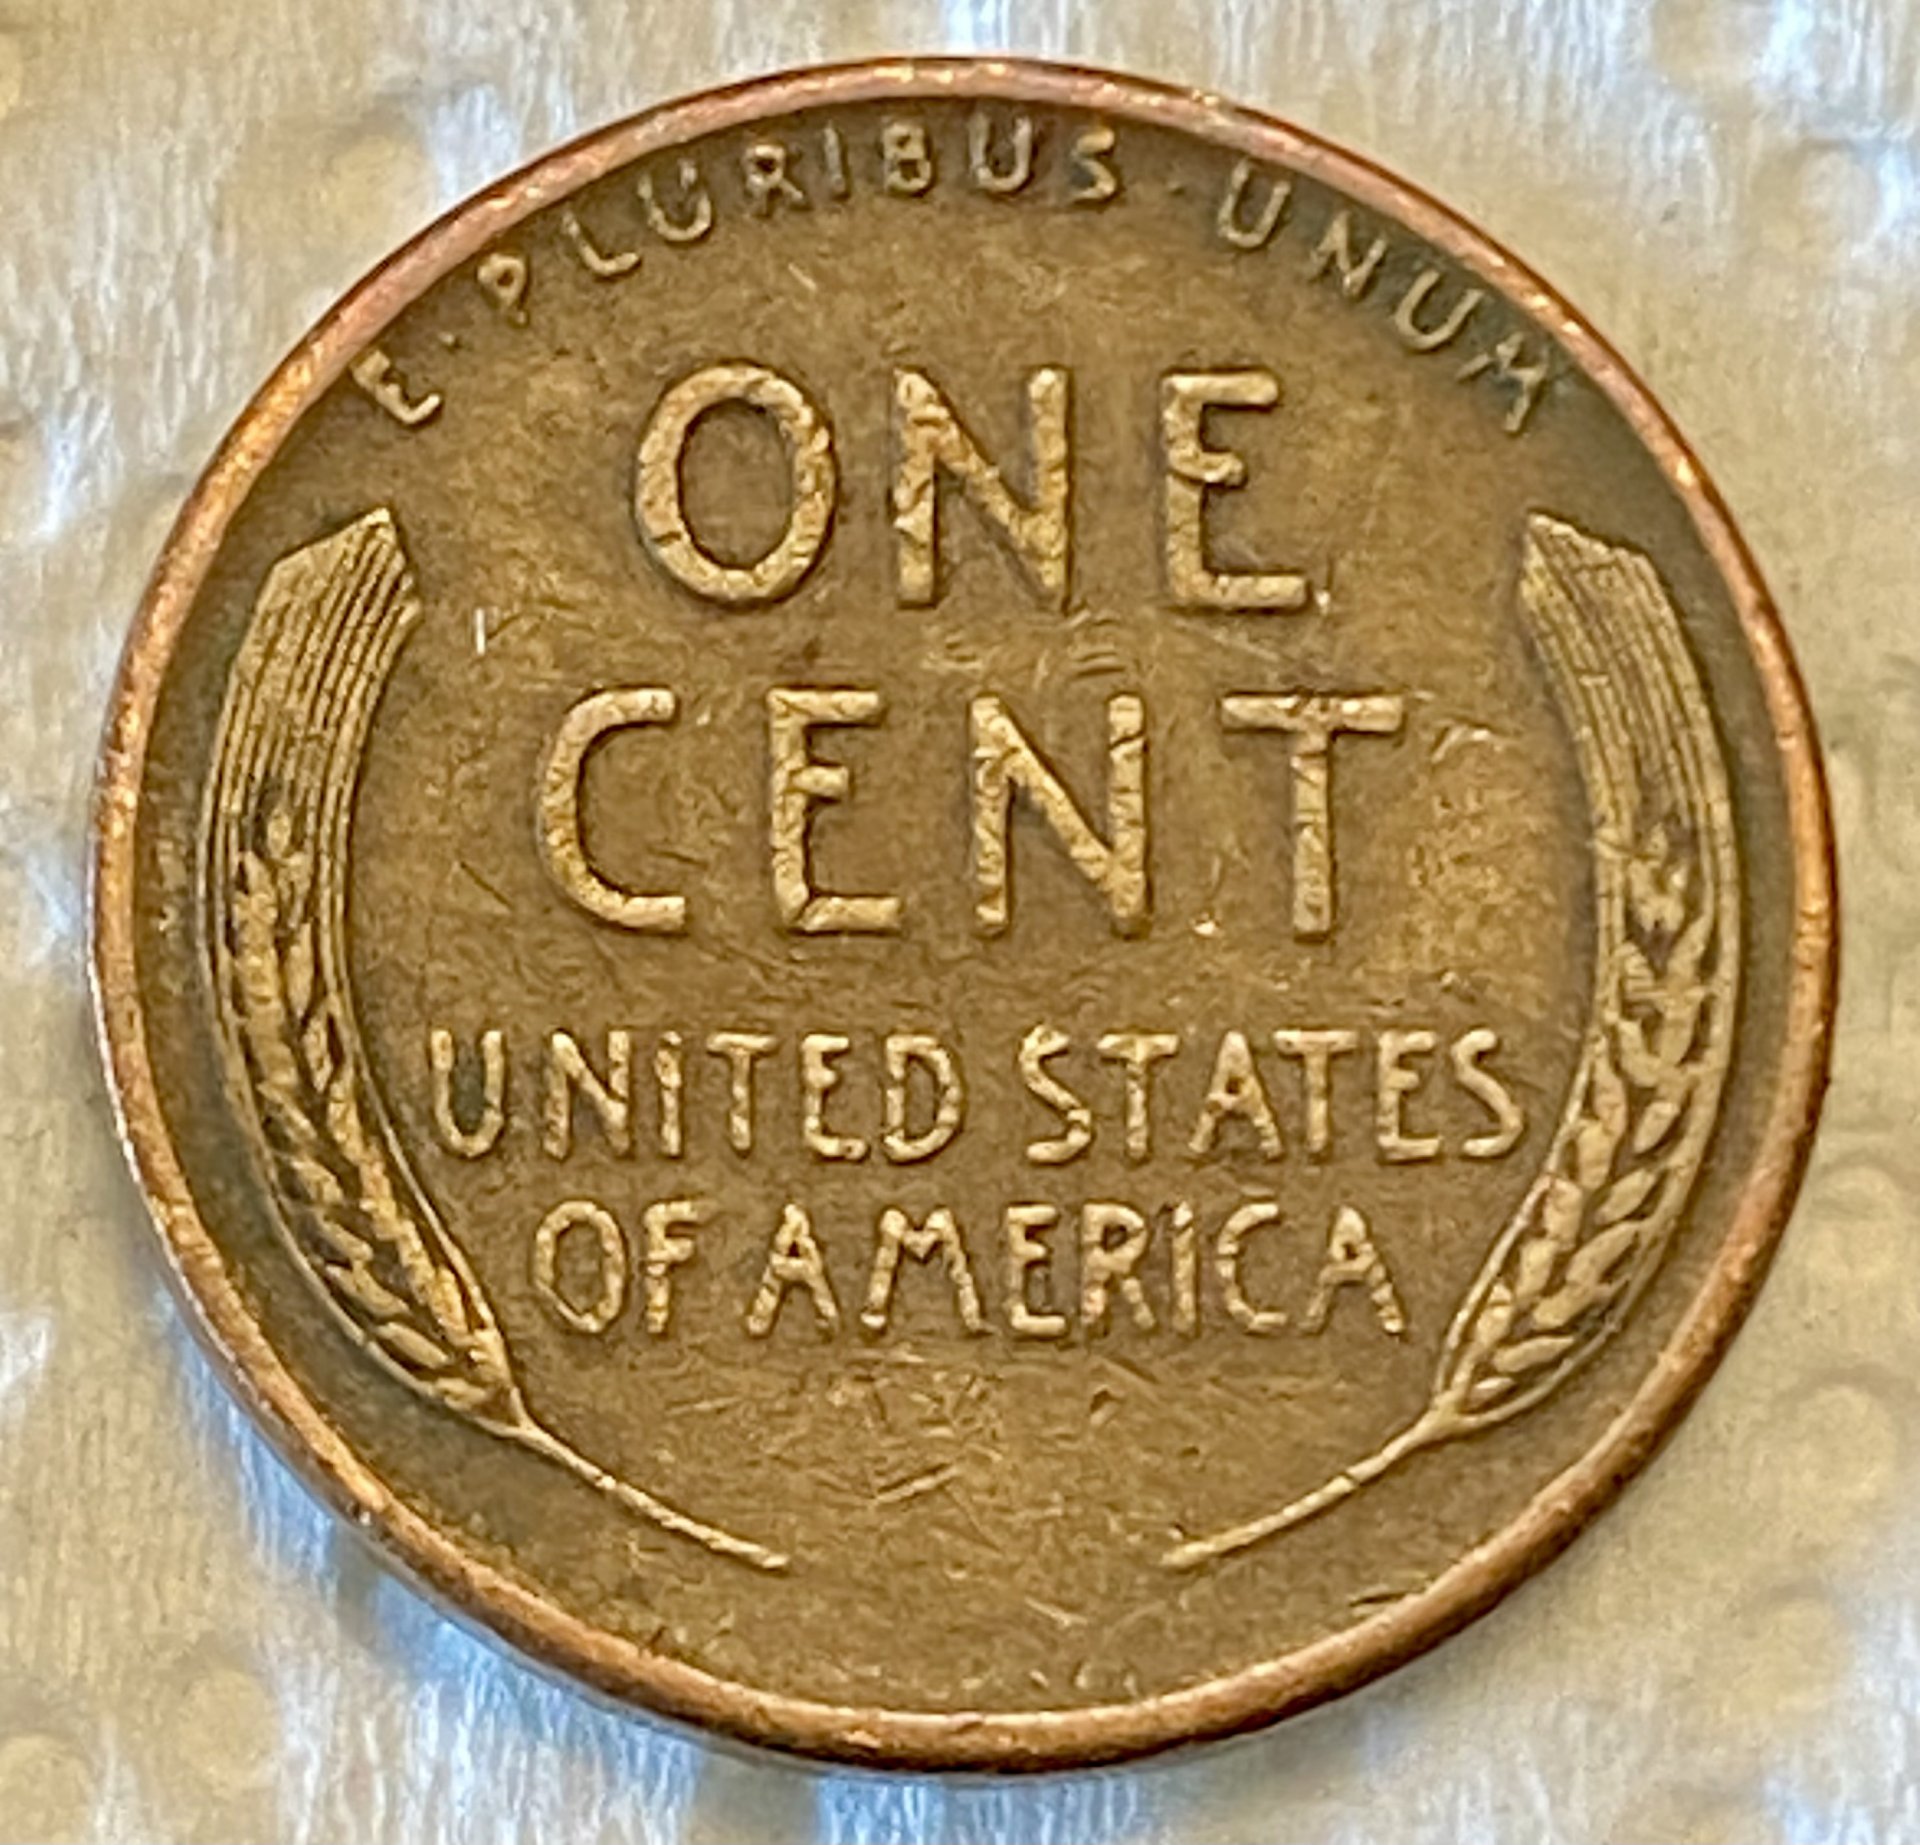 E · PLURIBUS · UNUM
ONE
CENT
UNITED STATES
OF AMERICA